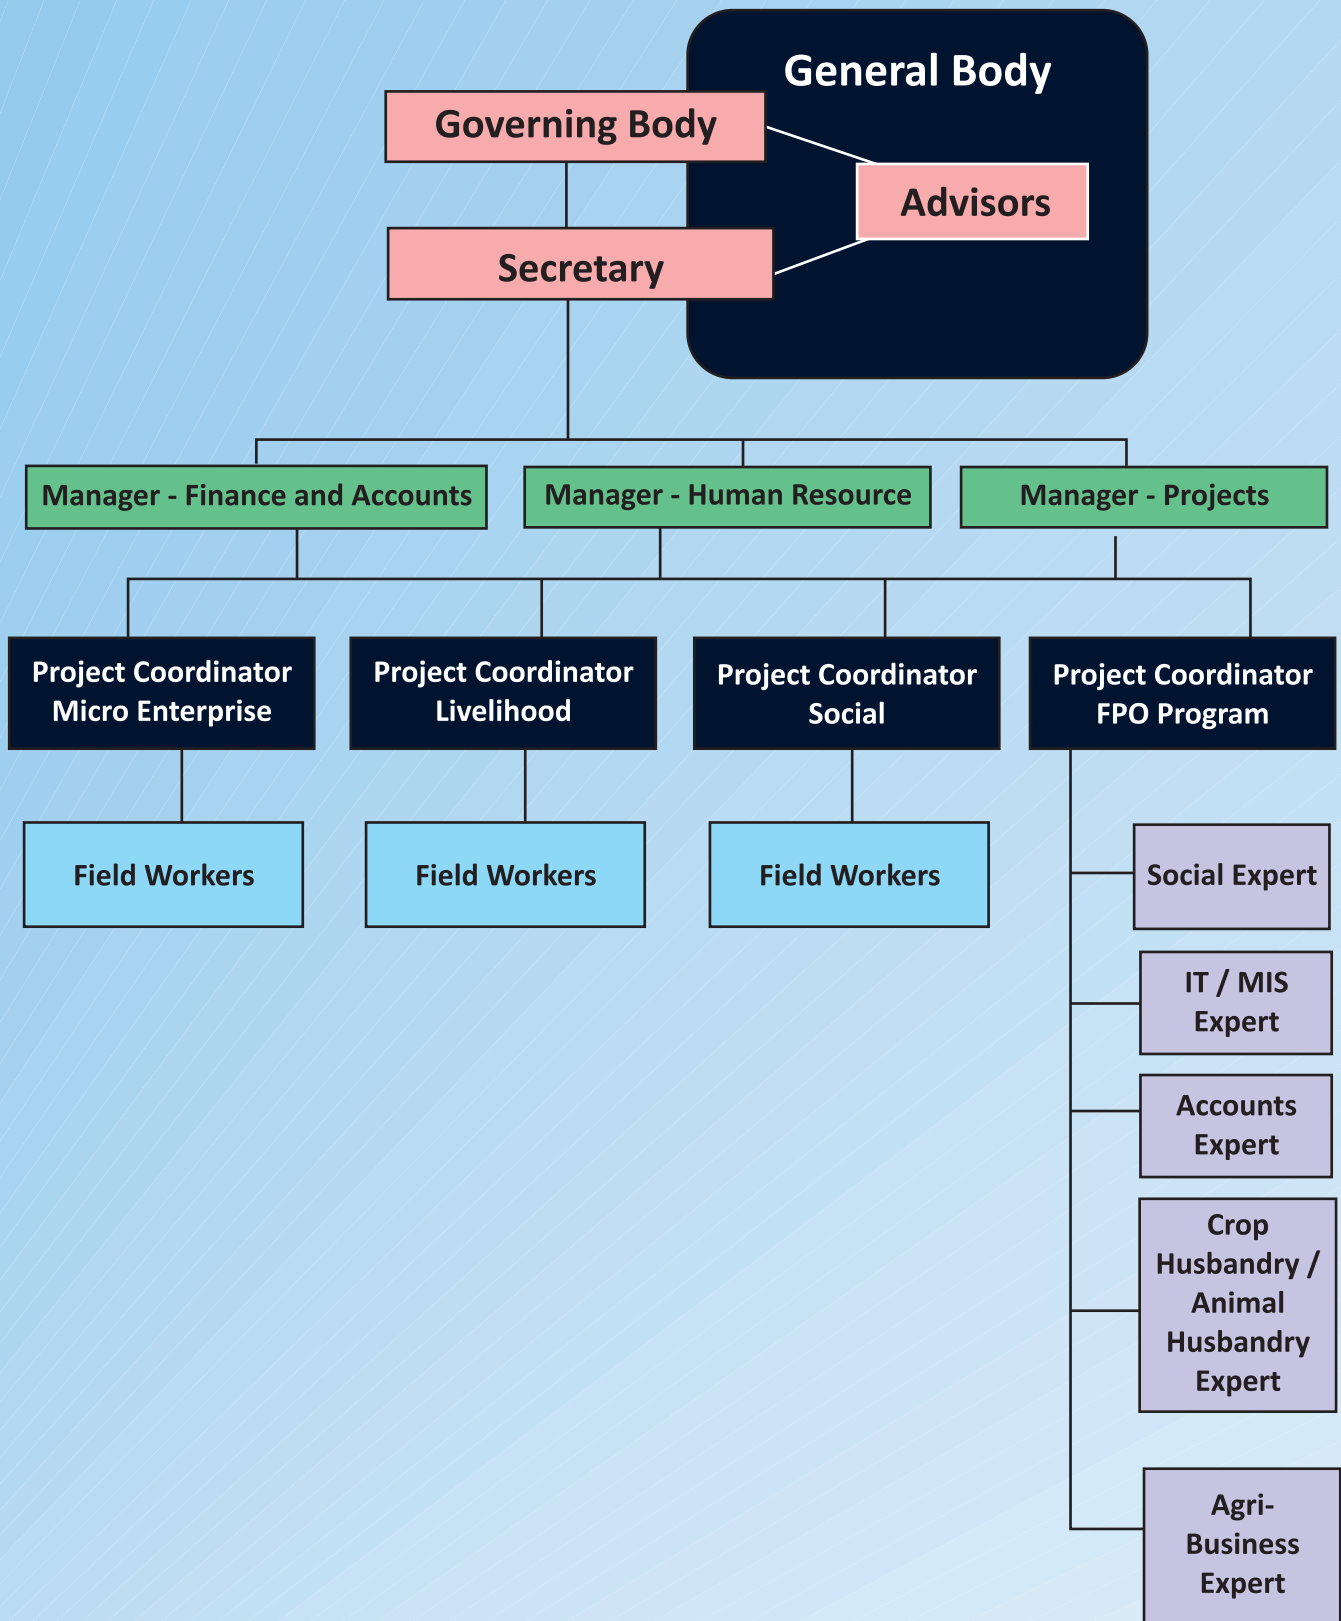 General Body
Governing Body
Advisors
Secretary
Manager - Finance and Accounts
Manager - Human Resource
Manager - Projects
Project Coordinator
Micro Enterprise
Project Coordinator
Livelihood
Project Coordinator
Social
Project Coordinator
FPO Program
Field Workers
Field Workers
Field Workers
Social Expert
IT / MIS
Expert
Accounts
Expert
Crop
Husbandry /
Animal
Husbandry
Expert
Agri-
Business
Expert